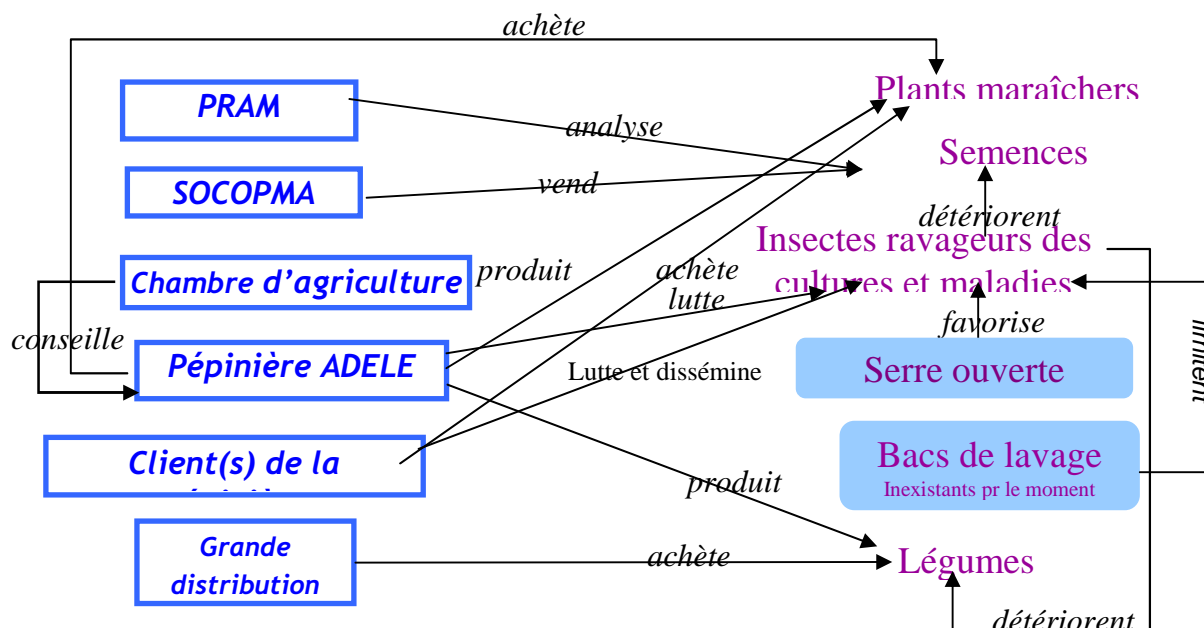 achète
Plants maraîchers
PRAM
analyse
Semences
SOCOPMA
vend
détériorent
Insectes ravageurs des
cultures et maladies
Chambre d'agriculture
produit
achète
lutte
favorise
conseille
limitent
Pépinière ADELE
Lutte et dissémine
Serre ouverte
Client(s) de la
Bacs de lavage
Inexistants pr le moment
produit
Grande
distribution
achète
Légumes
détériorent